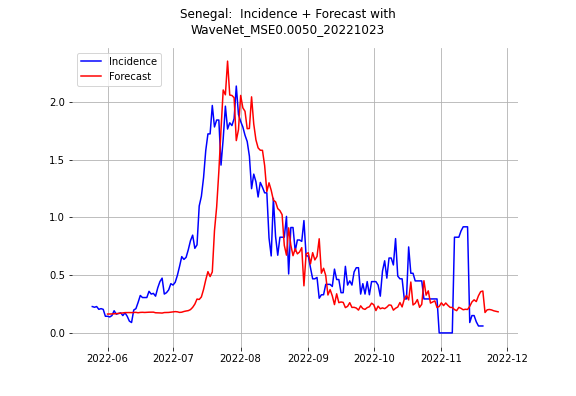 Senegal:  Incidence + Forecast with
WaveNet_MSE0.0050_20221023
Incidence
Forecast
2.0
1.5
1.0
0.5
0.0
2022-06 2022-07 2022-08 2022-09 2022-10 2022-11 2022-12